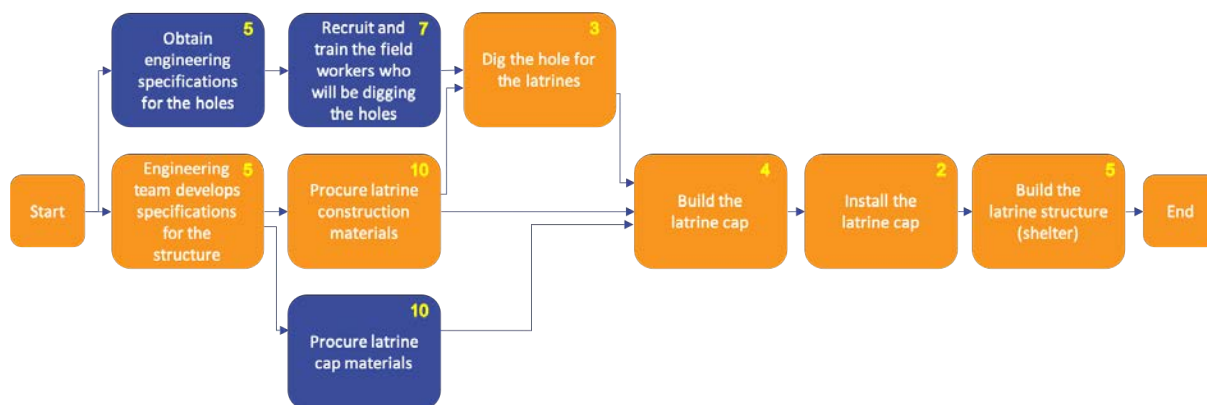 5
Obtain
engineering
specifications
for the holes
7
Recruit and
train the field
workers who
will be digging
the holes
3
Dig the hole for
the latrines
Start
5
Engineering
team develops
specifications
for the
structure
10
Procure latrine
construction
materials
10
Procure latrine
cap materials
4
Build the
latrine cap
2
Install the
latrine cap
5
Build the
latrine structure
(shelter)
End